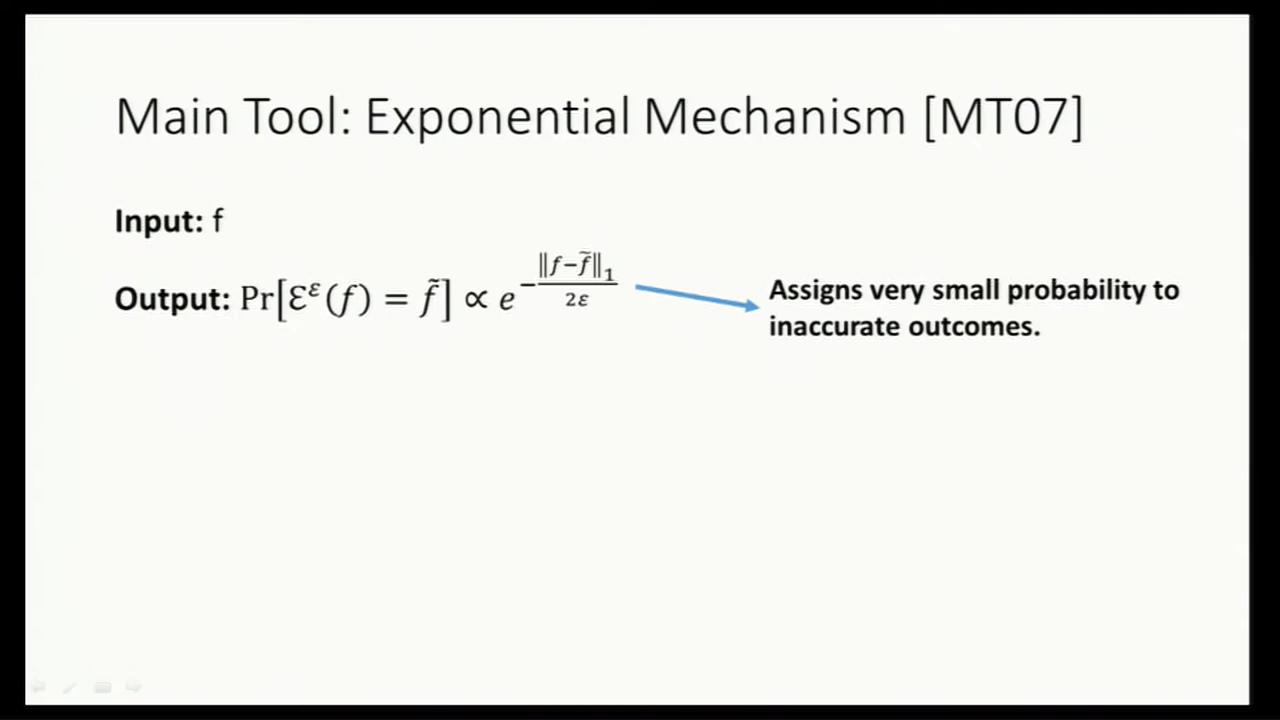 Main Tool: Exponential Mechanism [MT07]
Input: f
Output: Pr[ℰ^ε(f) = f̃] ∝ e^{-‖f−f̃‖₁/2ε}
Assigns very small probability to
inaccurate outcomes.